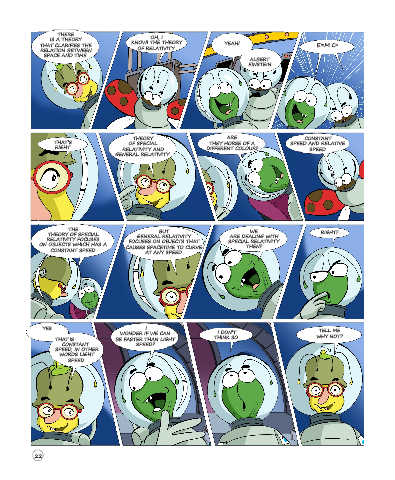 THERE
IS A THEORY
THAT CLARIFIES THE
RELATION BETWEEN
SPACE AND TIME
OH, I
KNOW THE THEORY
OF RELATIVITY
YEAH!
ALBERT
EINSTEIN
THAT'S
RIGHT
THEORY
OF SPECIAL
RELATIVITY AND
GENERAL RELATIVITY
ARE
THEY HORSE OF A
DIFFERENT COLOUR?
CONSTANT
SPEED AND RELATIVE
SPEED
THE
THEORY OF SPECIAL
RELATIVITY FOCUSES
ON OBJECTS WHICH HAS A
CONSTANT SPEED
BUT
GENERAL RELATIVITY
FOCUSES ON OBJECTS THAT
CAUSES SPACETIME TO CURVE
AT ANY SPEED
WE
ARE DEALING WITH
SPECIAL RELATIVITY
THEN?
RIGHT?
YES
THAT IS
CONSTANT
SPEED, IN OTHER
WORDS LIGHT
SPEED
WONDER IF WE CAN
BE FASTER THAN LIGHT
SPEED?
I DON'T
THINK SO
TELL ME
WHY NOT?
22